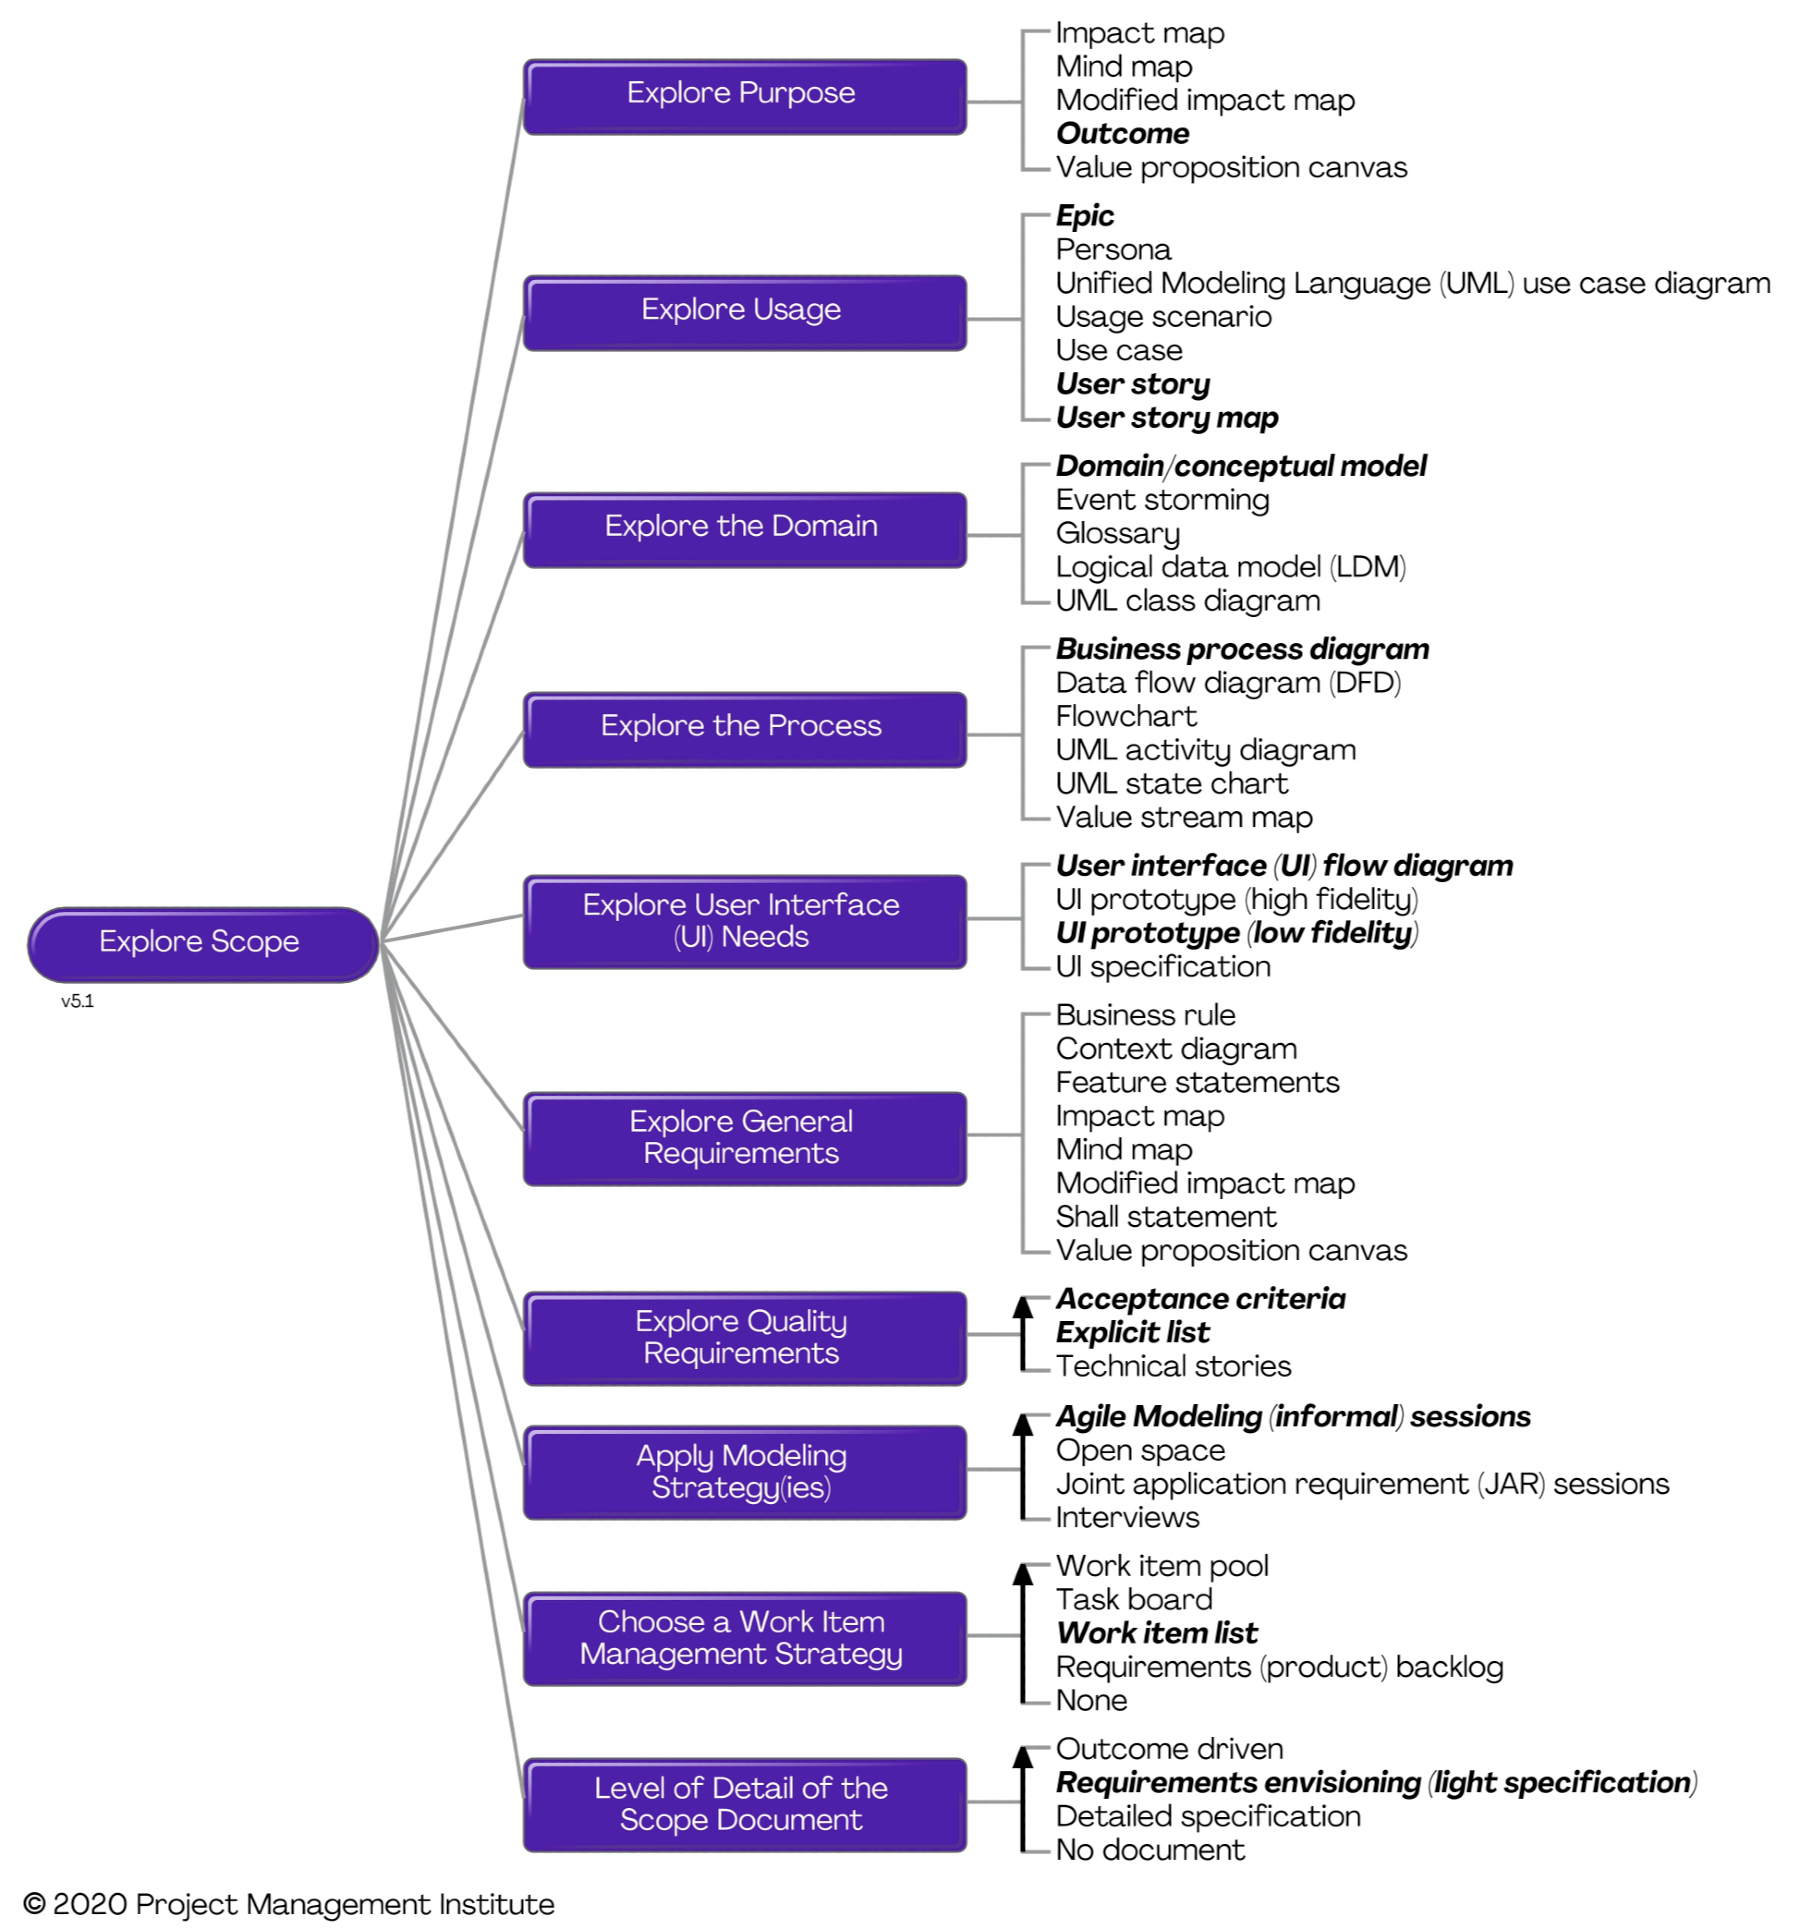 Explore Scope
v5.1
Explore Purpose
Impact map
Mind map
Modified impact map
Outcome
Value proposition canvas
Explore Usage
Epic
Persona
Unified Modeling Language (UML) use case diagram
Usage scenario
Use case
User story
User story map
Explore the Domain
Domain/conceptual model
Event storming
Glossary
Logical data model (LDM)
UML class diagram
Explore the Process
Business process diagram
Data flow diagram (DFD)
Flowchart
UML activity diagram
UML state chart
Value stream map
Explore User Interface
(UI) Needs
User interface (UI) flow diagram
UI prototype (high fidelity)
UI prototype (low fidelity)
UI specification
Explore General
Requirements
Business rule
Context diagram
Feature statements
Impact map
Mind map
Modified impact map
Shall statement
Value proposition canvas
Explore Quality
Requirements
Acceptance criteria
Explicit list
Technical stories
Apply Modeling
Strategy(ies)
Agile Modeling (informal) sessions
Open space
Joint application requirement (JAR) sessions
Interviews
Choose a Work Item
Management Strategy
Work item pool
Task board
Work item list
Requirements (product) backlog
None
Level of Detail of the
Scope Document
Outcome driven
Requirements envisioning (light specification)
Detailed specification
No document
© 2020 Project Management Institute